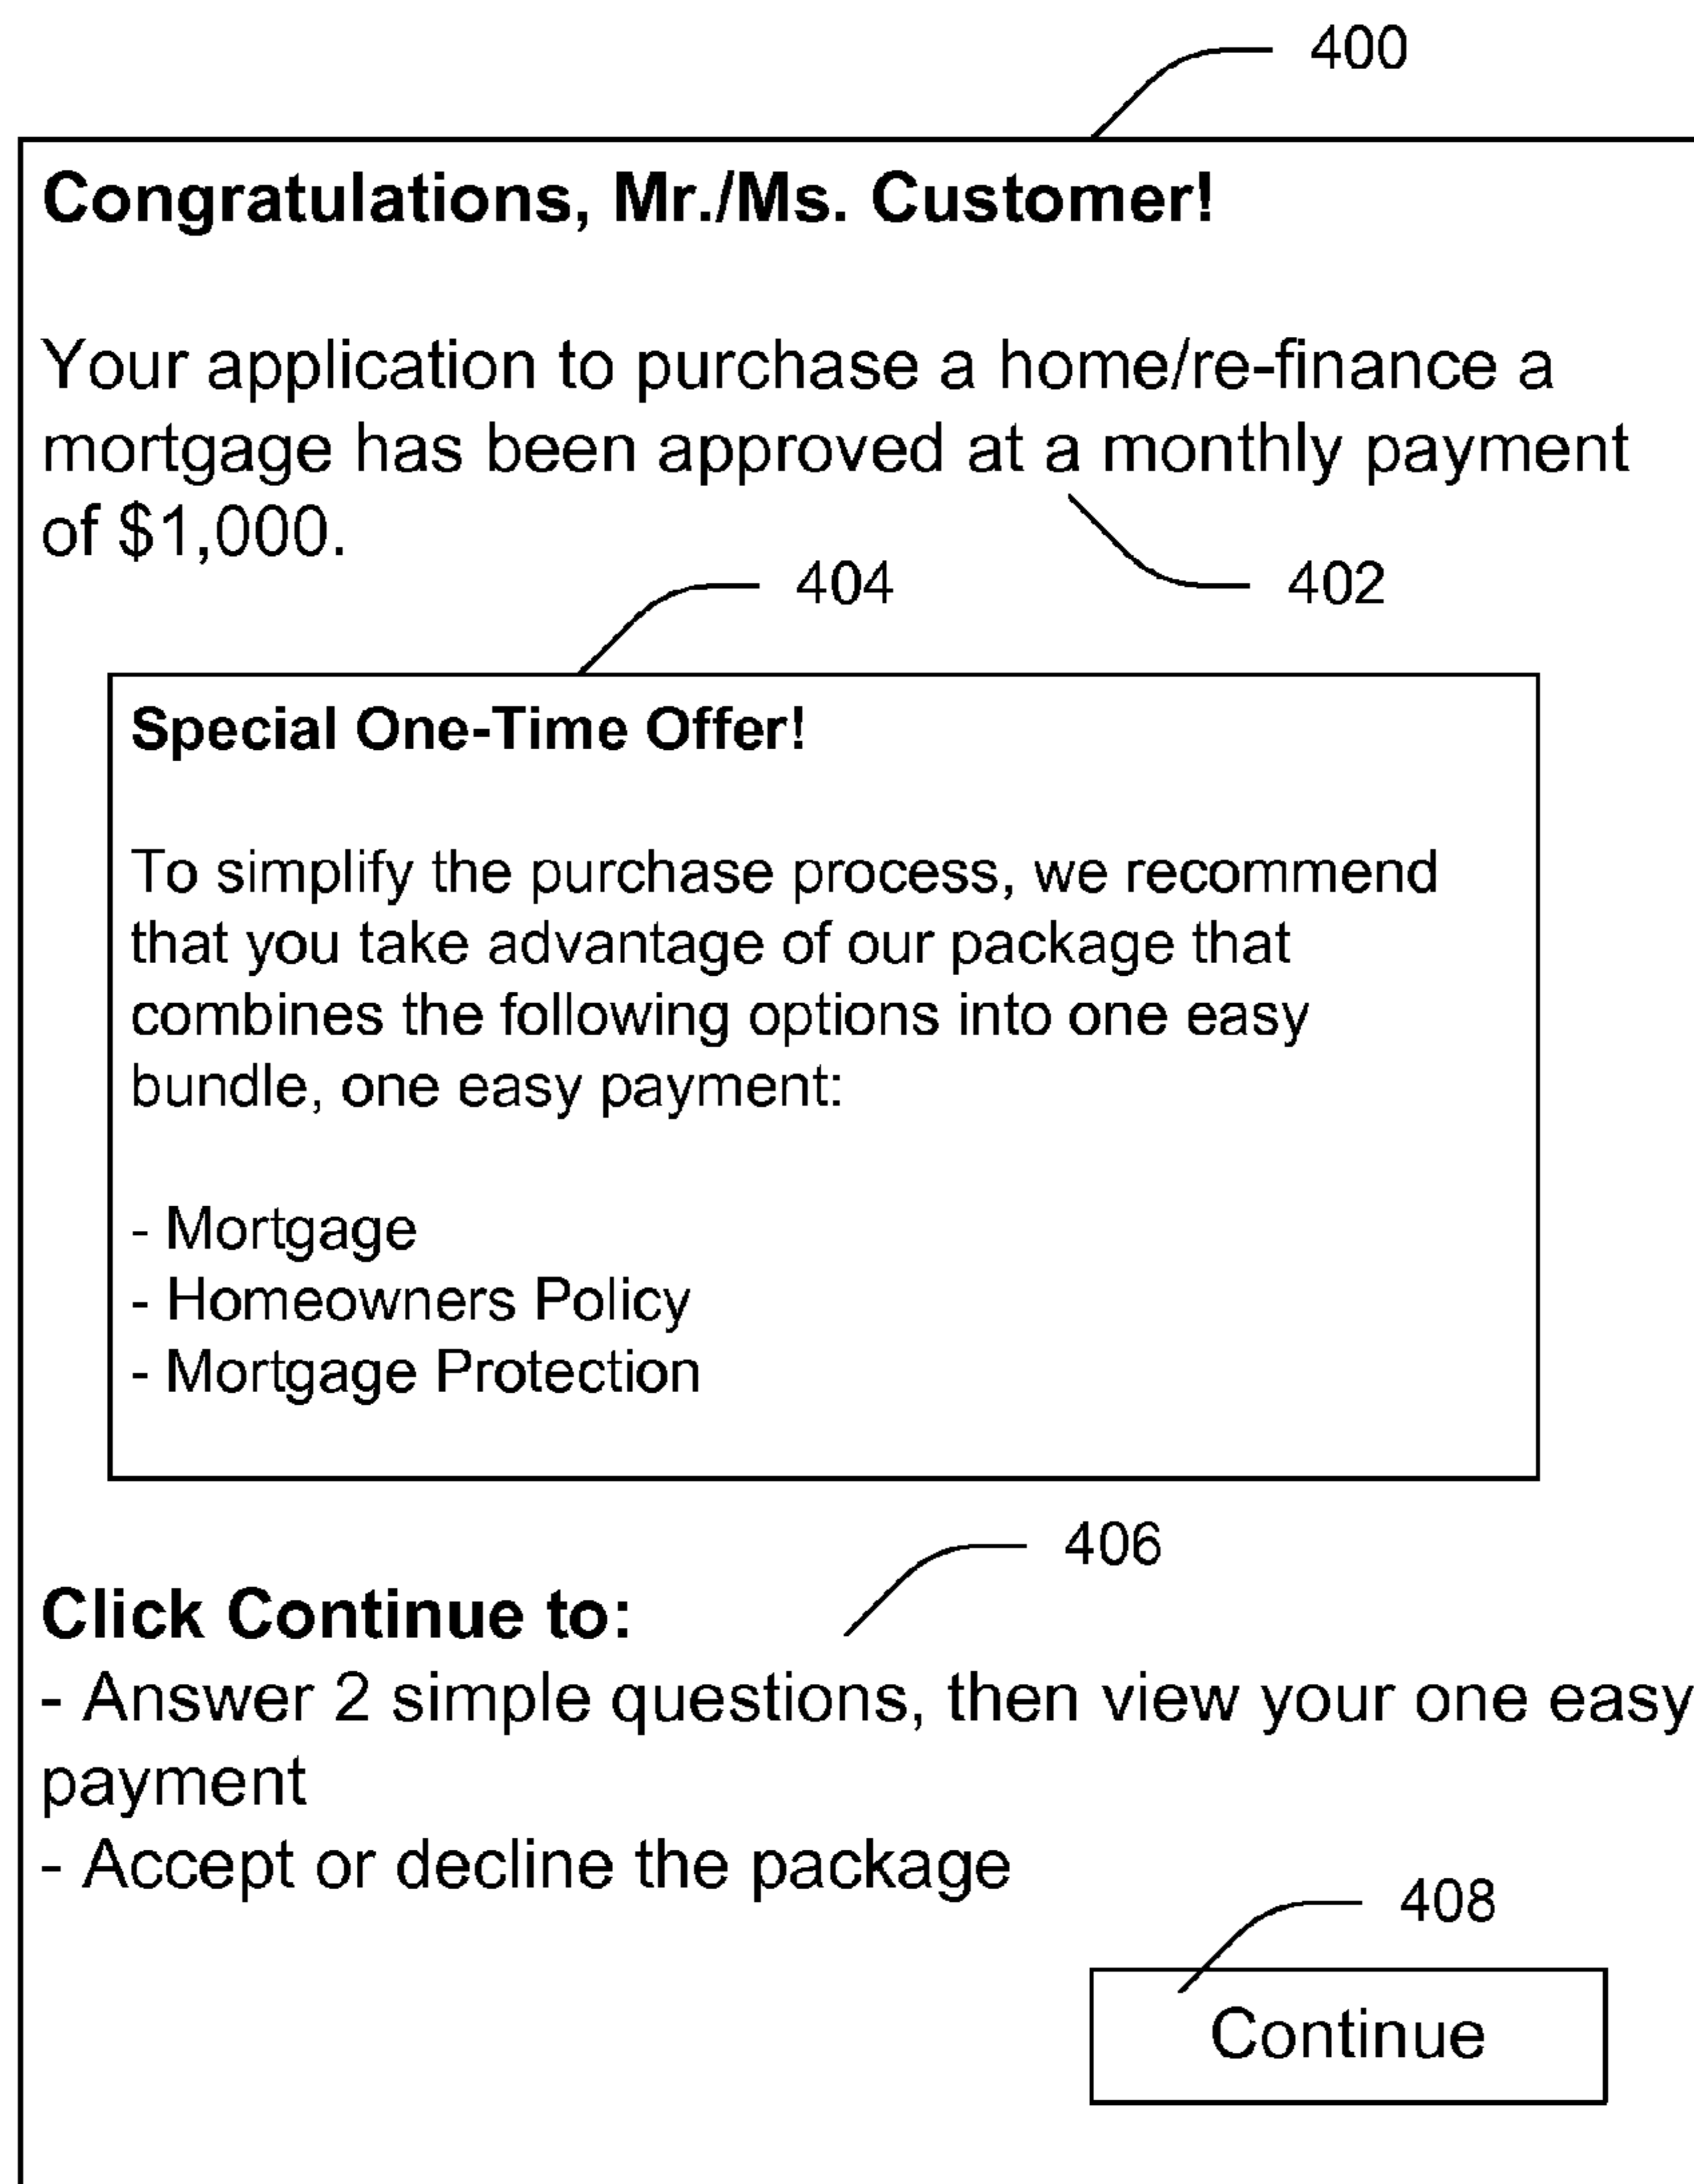 400
Congratulations, Mr./Ms. Customer!
Your application to purchase a home/re-finance a
mortgage has been approved at a monthly payment
of $1,000.
404
402
Special One-Time Offer!
To simplify the purchase process, we recommend
that you take advantage of our package that
combines the following options into one easy
bundle, one easy payment:
- Mortgage
- Homeowners Policy
- Mortgage Protection
406
Click Continue to:
- Answer 2 simple questions, then view your one easy
payment
- Accept or decline the package
408
Continue